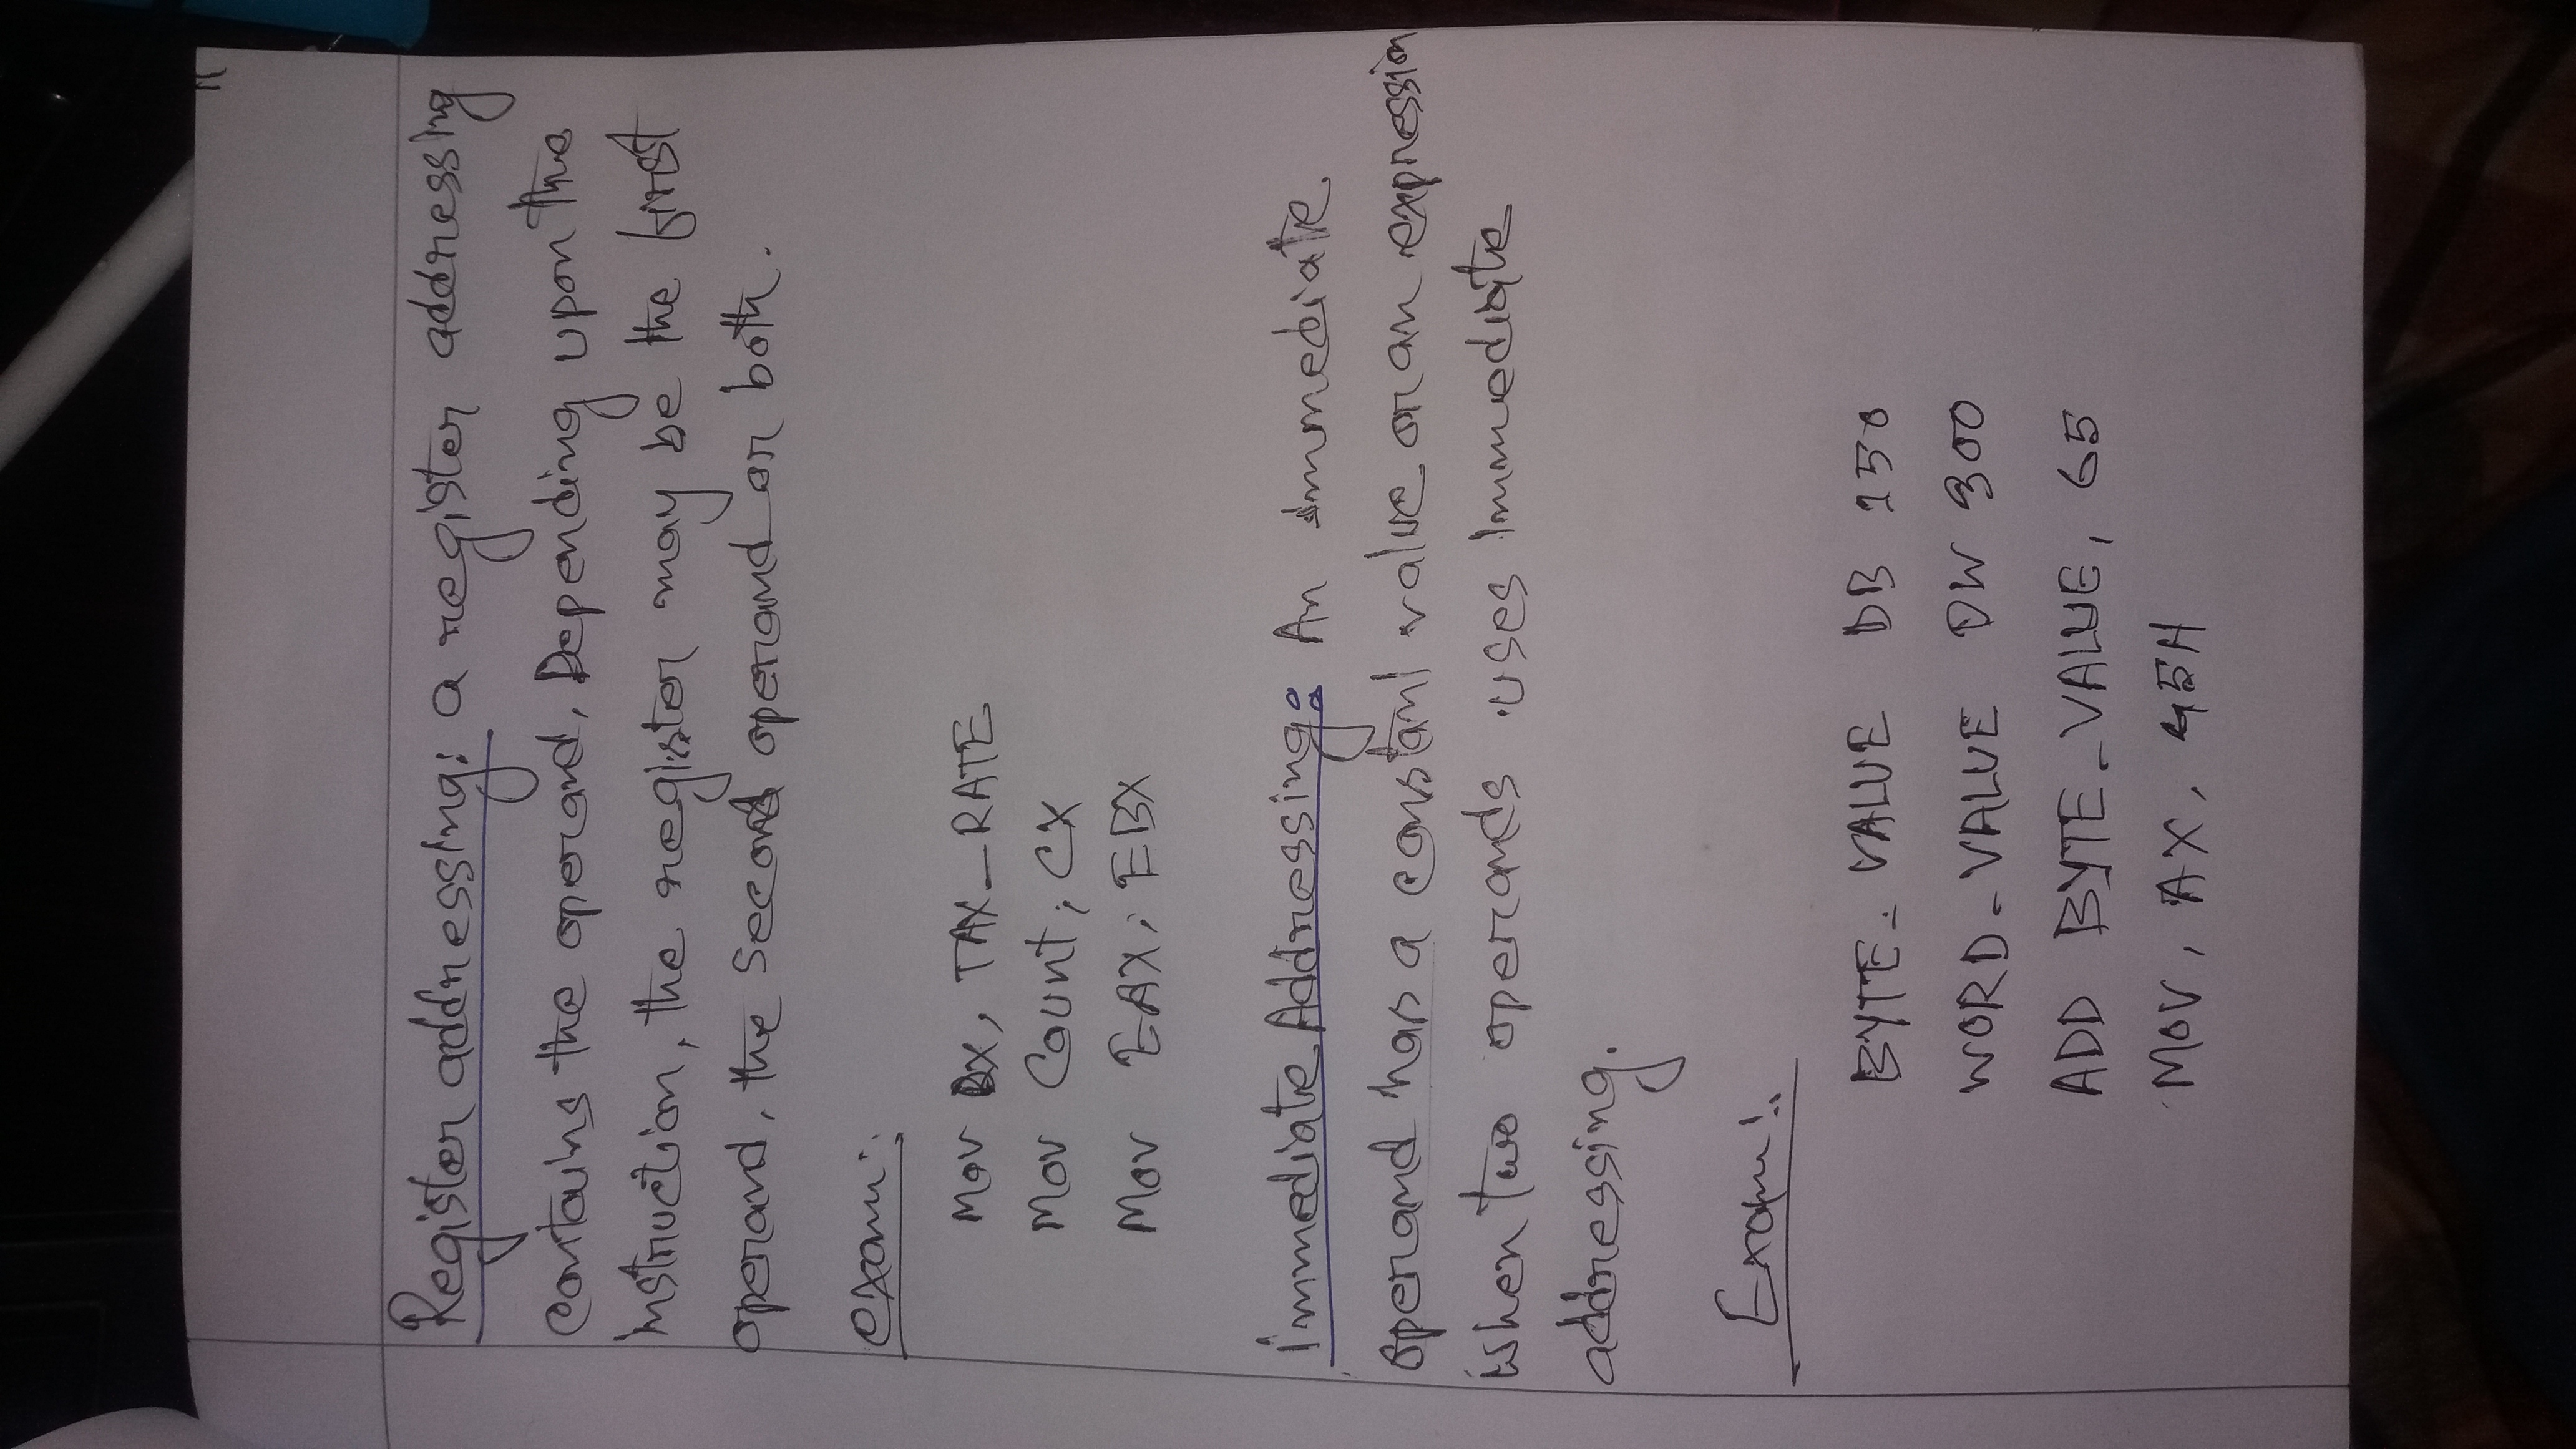 Register addressing: a register addressing
contains the operand, Depending upon the
instruction, the register may be the first
operand, the second operand or both.
exam:
Mov BX, TAX_RATE
Mov Count, CX
Mov EAX, EBX
Immediate Addressing: An immediate
operand has a constant value or an expression
when two operands uses immediate
addressing.
Exam:
BYTE_VALUE DB 150
WORD_VALUE DW 300
ADD BYTE_VALUE, 65
MOV, AX, 45H